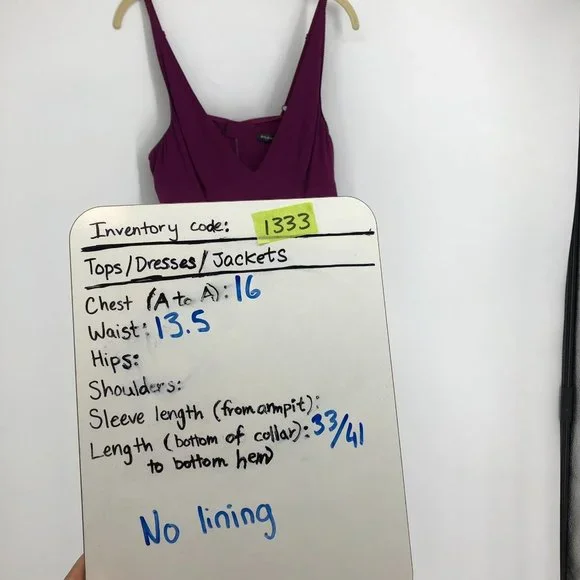 Inventory code: 1333
Tops/Dresses/Jackets
Chest (A to A): 16
Waist: 13.5
Hips:
Shoulders:
Sleeve length (from armpit):
Length (bottom of collar): 33/41
to bottom hem)
No lining